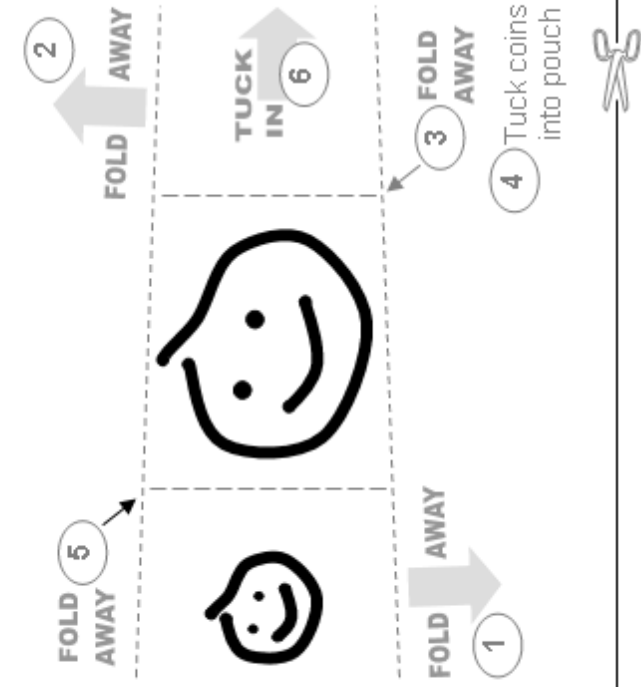 2
FOLD 5
AWAY
FOLD AWAY
TUCK
IN
6
FOLD AWAY
1
3 FOLD
AWAY
4 Tuck coins
into pouch